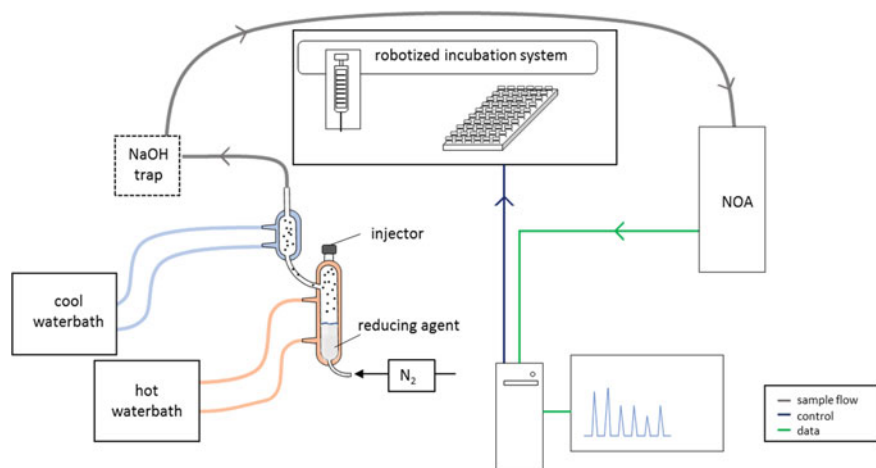 robotized incubation system
NaOH
trap
NOA
injector
cool
waterbath
reducing agent
hot
waterbath
N₂
sample flow
control
data